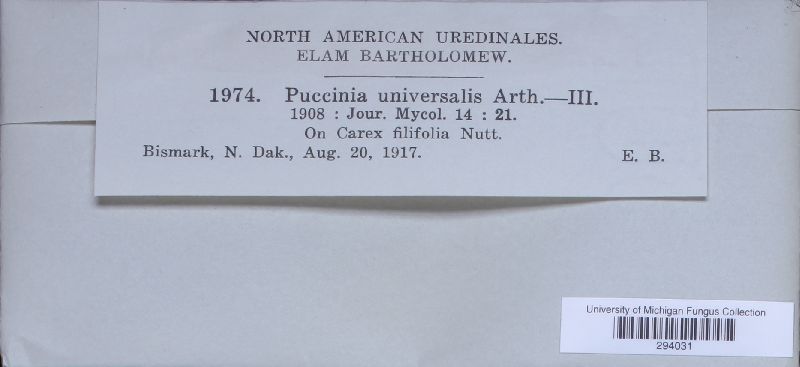 NORTH AMERICAN UREDINALES.
ELAM BARTHOLOMEW.
1974. Puccinia universalis Arth.—III.
1908 : Jour. Mycol. 14 : 21.
On Carex filifolia Nutt.
Bismark, N. Dak., Aug. 20, 1917. E. B.
University of Michigan Fungus Collection
294031